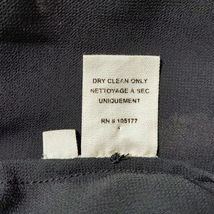 DRY CLEAN ONLY
NETTOYAGE A SEC
UNIQUEMENT
RN # 105177